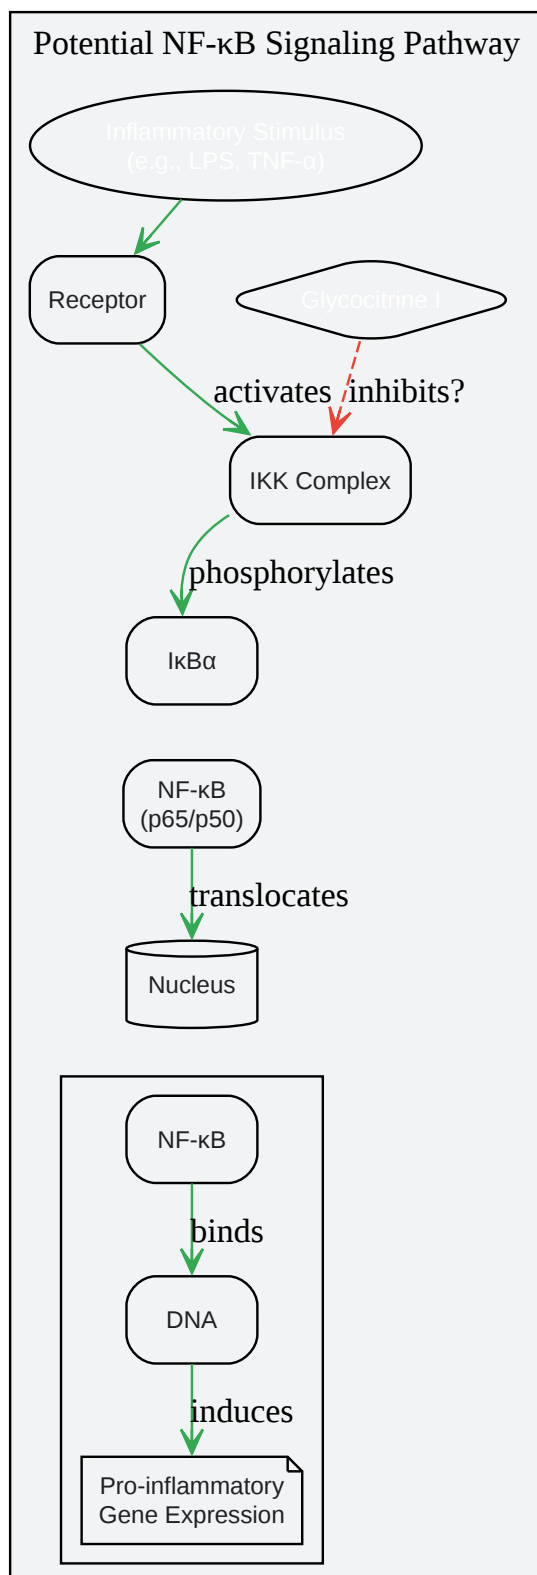 Potential NF-κB Signaling Pathway
Inflammatory Stimulus
(e.g., LPS, TNF-α)
Receptor
Glycocitrine I
activates
inhibits?
IKK Complex
phosphorylates
IκBα
NF-κB
(p65/p50)
translocates
Nucleus
NF-κB
binds
DNA
induces
Pro-inflammatory
Gene Expression